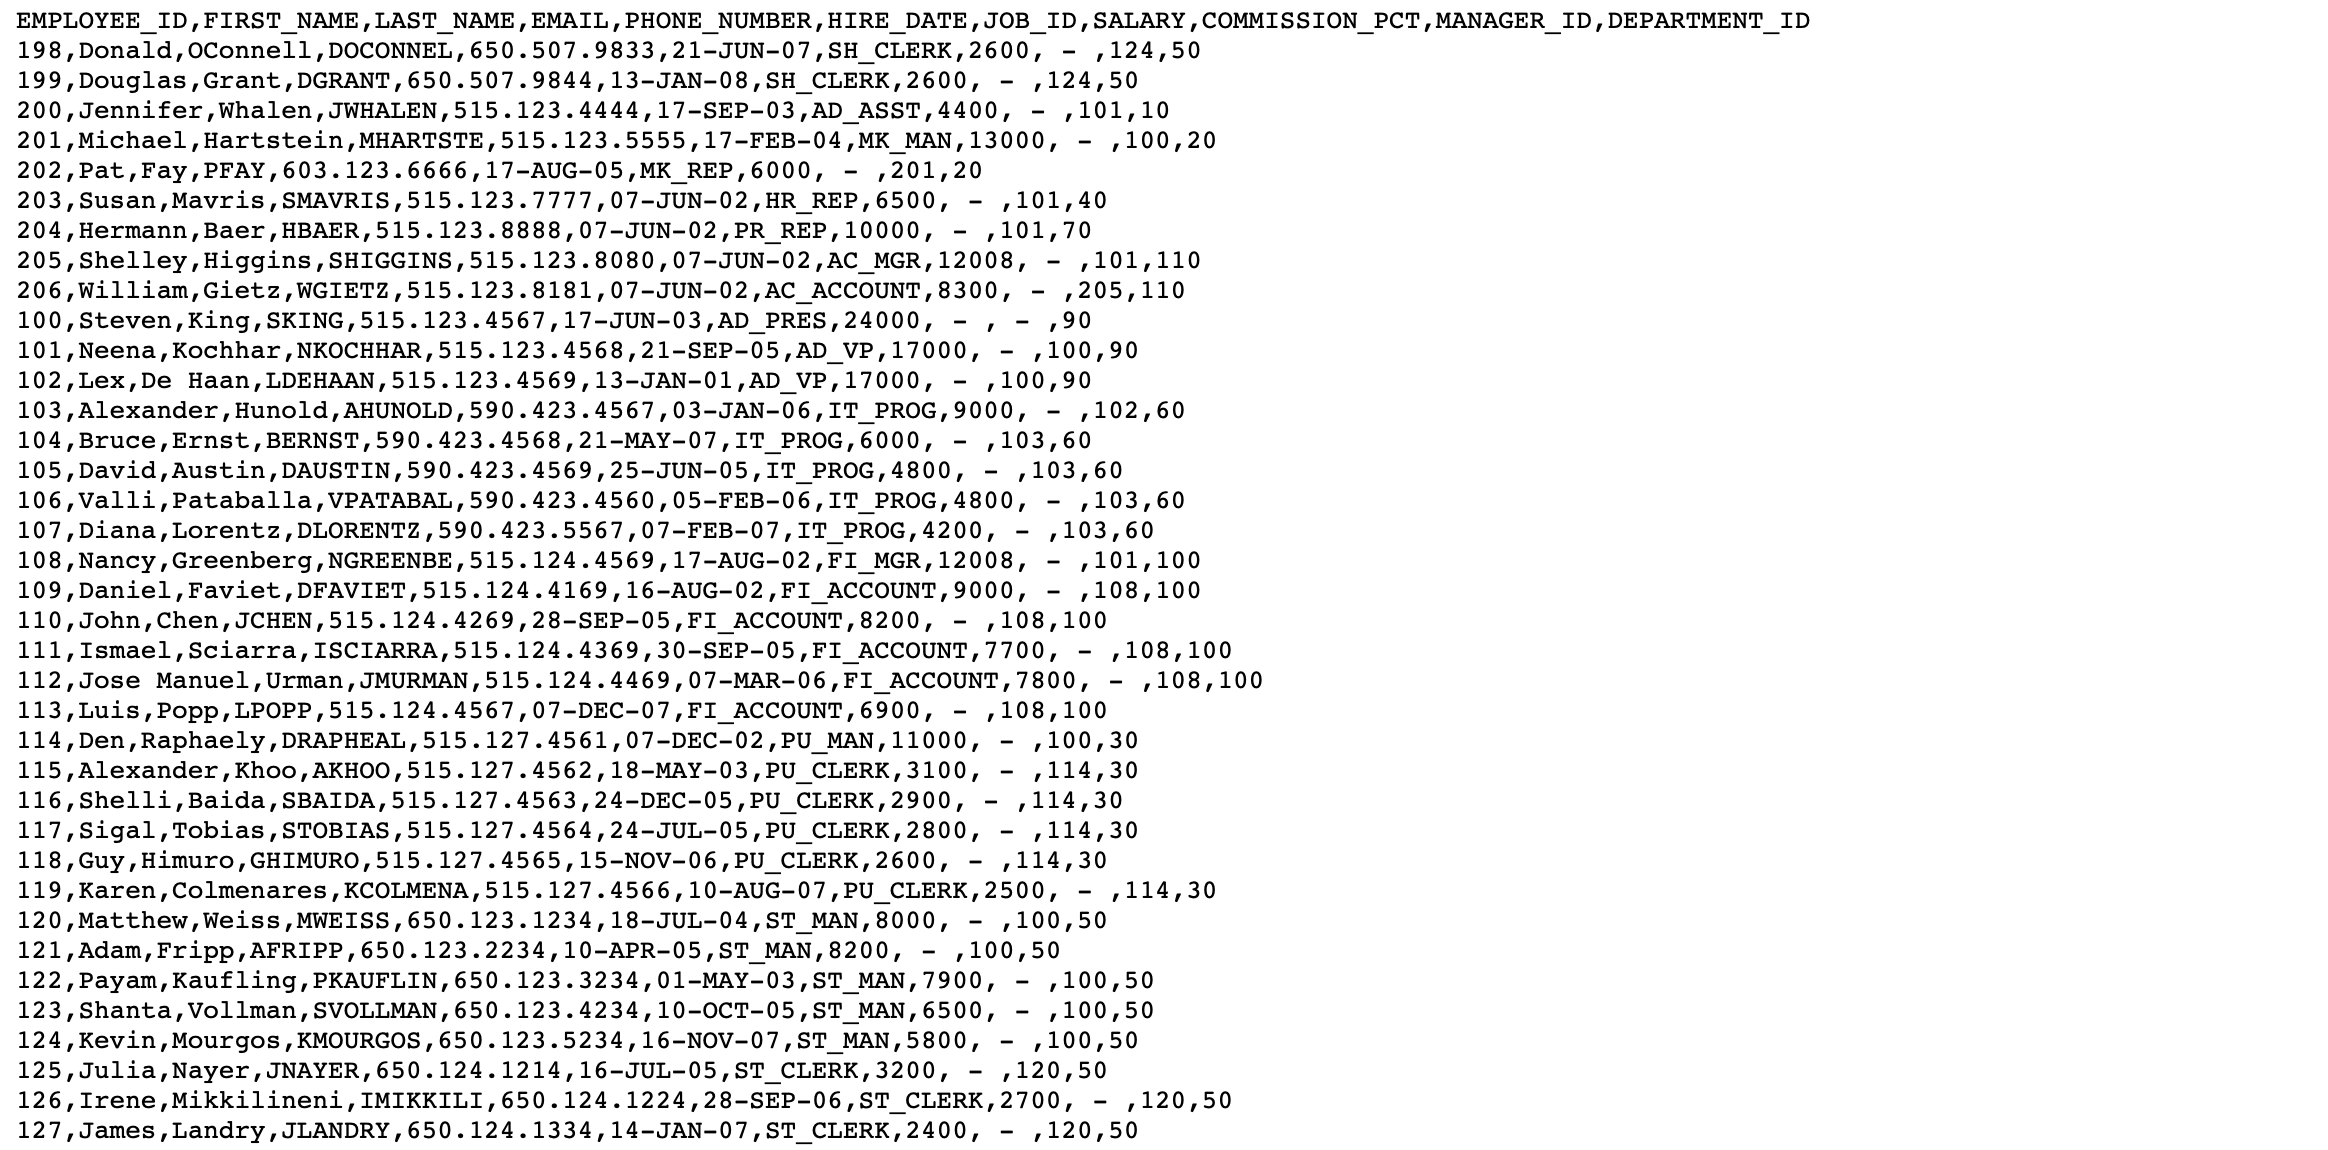 EMPLOYEE_ID,FIRST_NAME,LAST_NAME,EMAIL,PHONE_NUMBER,HIRE_DATE,JOB_ID,SALARY,COMMISSION_PCT,MANAGER_ID,DEPARTMENT_ID
198,Donald,OConnell,DOCONNEL,650.507.9833,21-JUN-07,SH_CLERK,2600, - ,124,50
199,Douglas,Grant,DGRANT,650.507.9844,13-JAN-08,SH_CLERK,2600, - ,124,50
200,Jennifer,Whalen,JWHALEN,515.123.4444,17-SEP-03,AD_ASST,4400, - ,101,10
201,Michael,Hartstein,MHARTSTE,515.123.5555,17-FEB-04,MK_MAN,13000, - ,100,20
202,Pat,Fay,PFAY,603.123.6666,17-AUG-05,MK_REP,6000, - ,201,20
203,Susan,Mavris,SMAVRIS,515.123.7777,07-JUN-02,HR_REP,6500, - ,101,40
204,Hermann,Baer,HBAER,515.123.8888,07-JUN-02,PR_REP,10000, - ,101,70
205,Shelley,Higgins,SHIGGINS,515.123.8080,07-JUN-02,AC_MGR,12008, - ,101,110
206,William,Gietz,WGIETZ,515.123.8181,07-JUN-02,AC_ACCOUNT,8300, - ,205,110
100,Steven,King,SKING,515.123.4567,17-JUN-03,AD_PRES,24000, - , - ,90
101,Neena,Kochhar,NKOCHHAR,515.123.4568,21-SEP-05,AD_VP,17000, - ,100,90
102,Lex,De Haan,LDEHAAN,515.123.4569,13-JAN-01,AD_VP,17000, - ,100,90
103,Alexander,Hunold,AHUNOLD,590.423.4567,03-JAN-06,IT_PROG,9000, - ,102,60
104,Bruce,Ernst,BERNST,590.423.4568,21-MAY-07,IT_PROG,6000, - ,103,60
105,David,Austin,DAUSTIN,590.423.4569,25-JUN-05,IT_PROG,4800, - ,103,60
106,Valli,Pataballa,VPATABAL,590.423.4560,05-FEB-06,IT_PROG,4800, - ,103,60
107,Diana,Lorentz,DLORENTZ,590.423.5567,07-FEB-07,IT_PROG,4200, - ,103,60
108,Nancy,Greenberg,NGREENBE,515.124.4569,17-AUG-02,FI_MGR,12008, - ,101,100
109,Daniel,Faviet,DFAVIET,515.124.4169,16-AUG-02,FI_ACCOUNT,9000, - ,108,100
110,John,Chen,JCHEN,515.124.4269,28-SEP-05,FI_ACCOUNT,8200, - ,108,100
111,Ismael,Sciarra,ISCIARRA,515.124.4369,30-SEP-05,FI_ACCOUNT,7700, - ,108,100
112,Jose Manuel,Urman,JMURMAN,515.124.4469,07-MAR-06,FI_ACCOUNT,7800, - ,108,100
113,Luis,Popp,LPOPP,515.124.4567,07-DEC-07,FI_ACCOUNT,6900, - ,108,100
114,Den,Raphaely,DRAPHEAL,515.127.4561,07-DEC-02,PU_MAN,11000, - ,100,30
115,Alexander,Khoo,AKHOO,515.127.4562,18-MAY-03,PU_CLERK,3100, - ,114,30
116,Shelli,Baida,SBAIDA,515.127.4563,24-DEC-05,PU_CLERK,2900, - ,114,30
117,Sigal,Tobias,STOBIAS,515.127.4564,24-JUL-05,PU_CLERK,2800, - ,114,30
118,Guy,Himuro,GHIMURO,515.127.4565,15-NOV-06,PU_CLERK,2600, - ,114,30
119,Karen,Colmenares,KCOLMENA,515.127.4566,10-AUG-07,PU_CLERK,2500, - ,114,30
120,Matthew,Weiss,MWEISS,650.123.1234,18-JUL-04,ST_MAN,8000, - ,100,50
121,Adam,Fripp,AFRIPP,650.123.2234,10-APR-05,ST_MAN,8200, - ,100,50
122,Payam,Kaufling,PKAUFLIN,650.123.3234,01-MAY-03,ST_MAN,7900, - ,100,50
123,Shanta,Vollman,SVOLLMAN,650.123.4234,10-OCT-05,ST_MAN,6500, - ,100,50
124,Kevin,Mourgos,KMOURGOS,650.123.5234,16-NOV-07,ST_MAN,5800, - ,100,50
125,Julia,Nayer,JNAYER,650.124.1214,16-JUL-05,ST_CLERK,3200, - ,120,50
126,Irene,Mikkilineni,IMIKKILI,650.124.1224,28-SEP-06,ST_CLERK,2700, - ,120,50
127,James,Landry,JLANDRY,650.124.1334,14-JAN-07,ST_CLERK,2400, - ,120,50